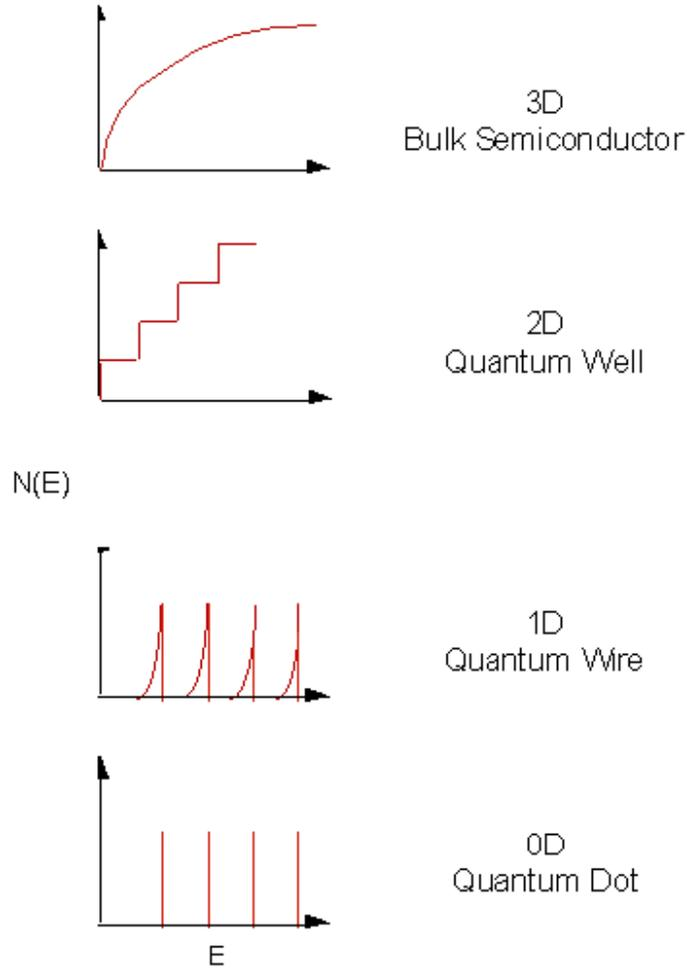 3D
Bulk Semiconductor
2D
Quantum Well
N(E)
1D
Quantum Wire
0D
Quantum Dot
E